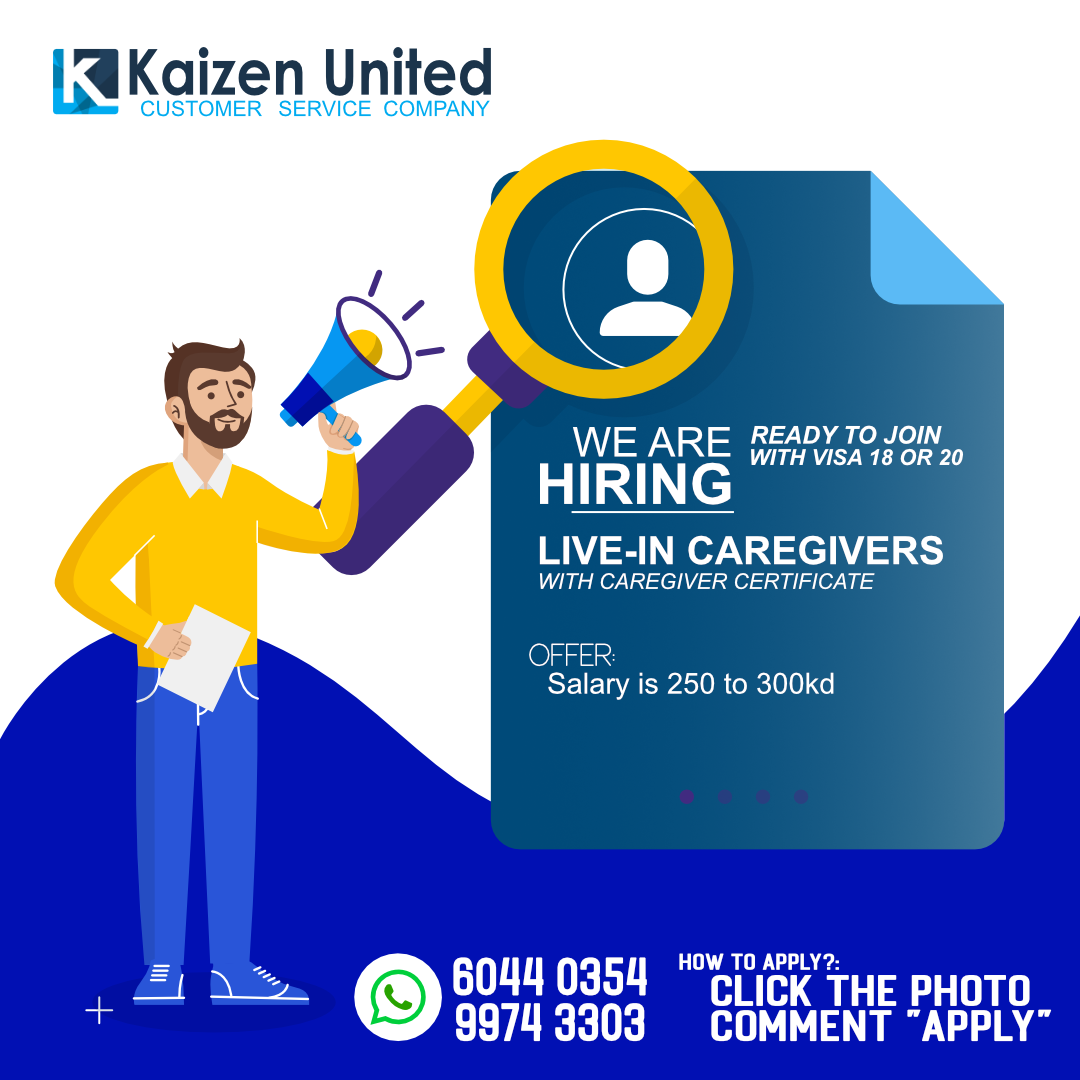 Kaizen United
CUSTOMER SERVICE COMPANY
WE ARE
HIRING
READY TO JOIN
WITH VISA 18 OR 20
LIVE-IN CAREGIVERS
WITH CAREGIVER CERTIFICATE
OFFER:
Salary is 250 to 300kd
6044 0354
9974 3303
HOW TO APPLY?:
CLICK THE PHOTO
COMMENT "APPLY"